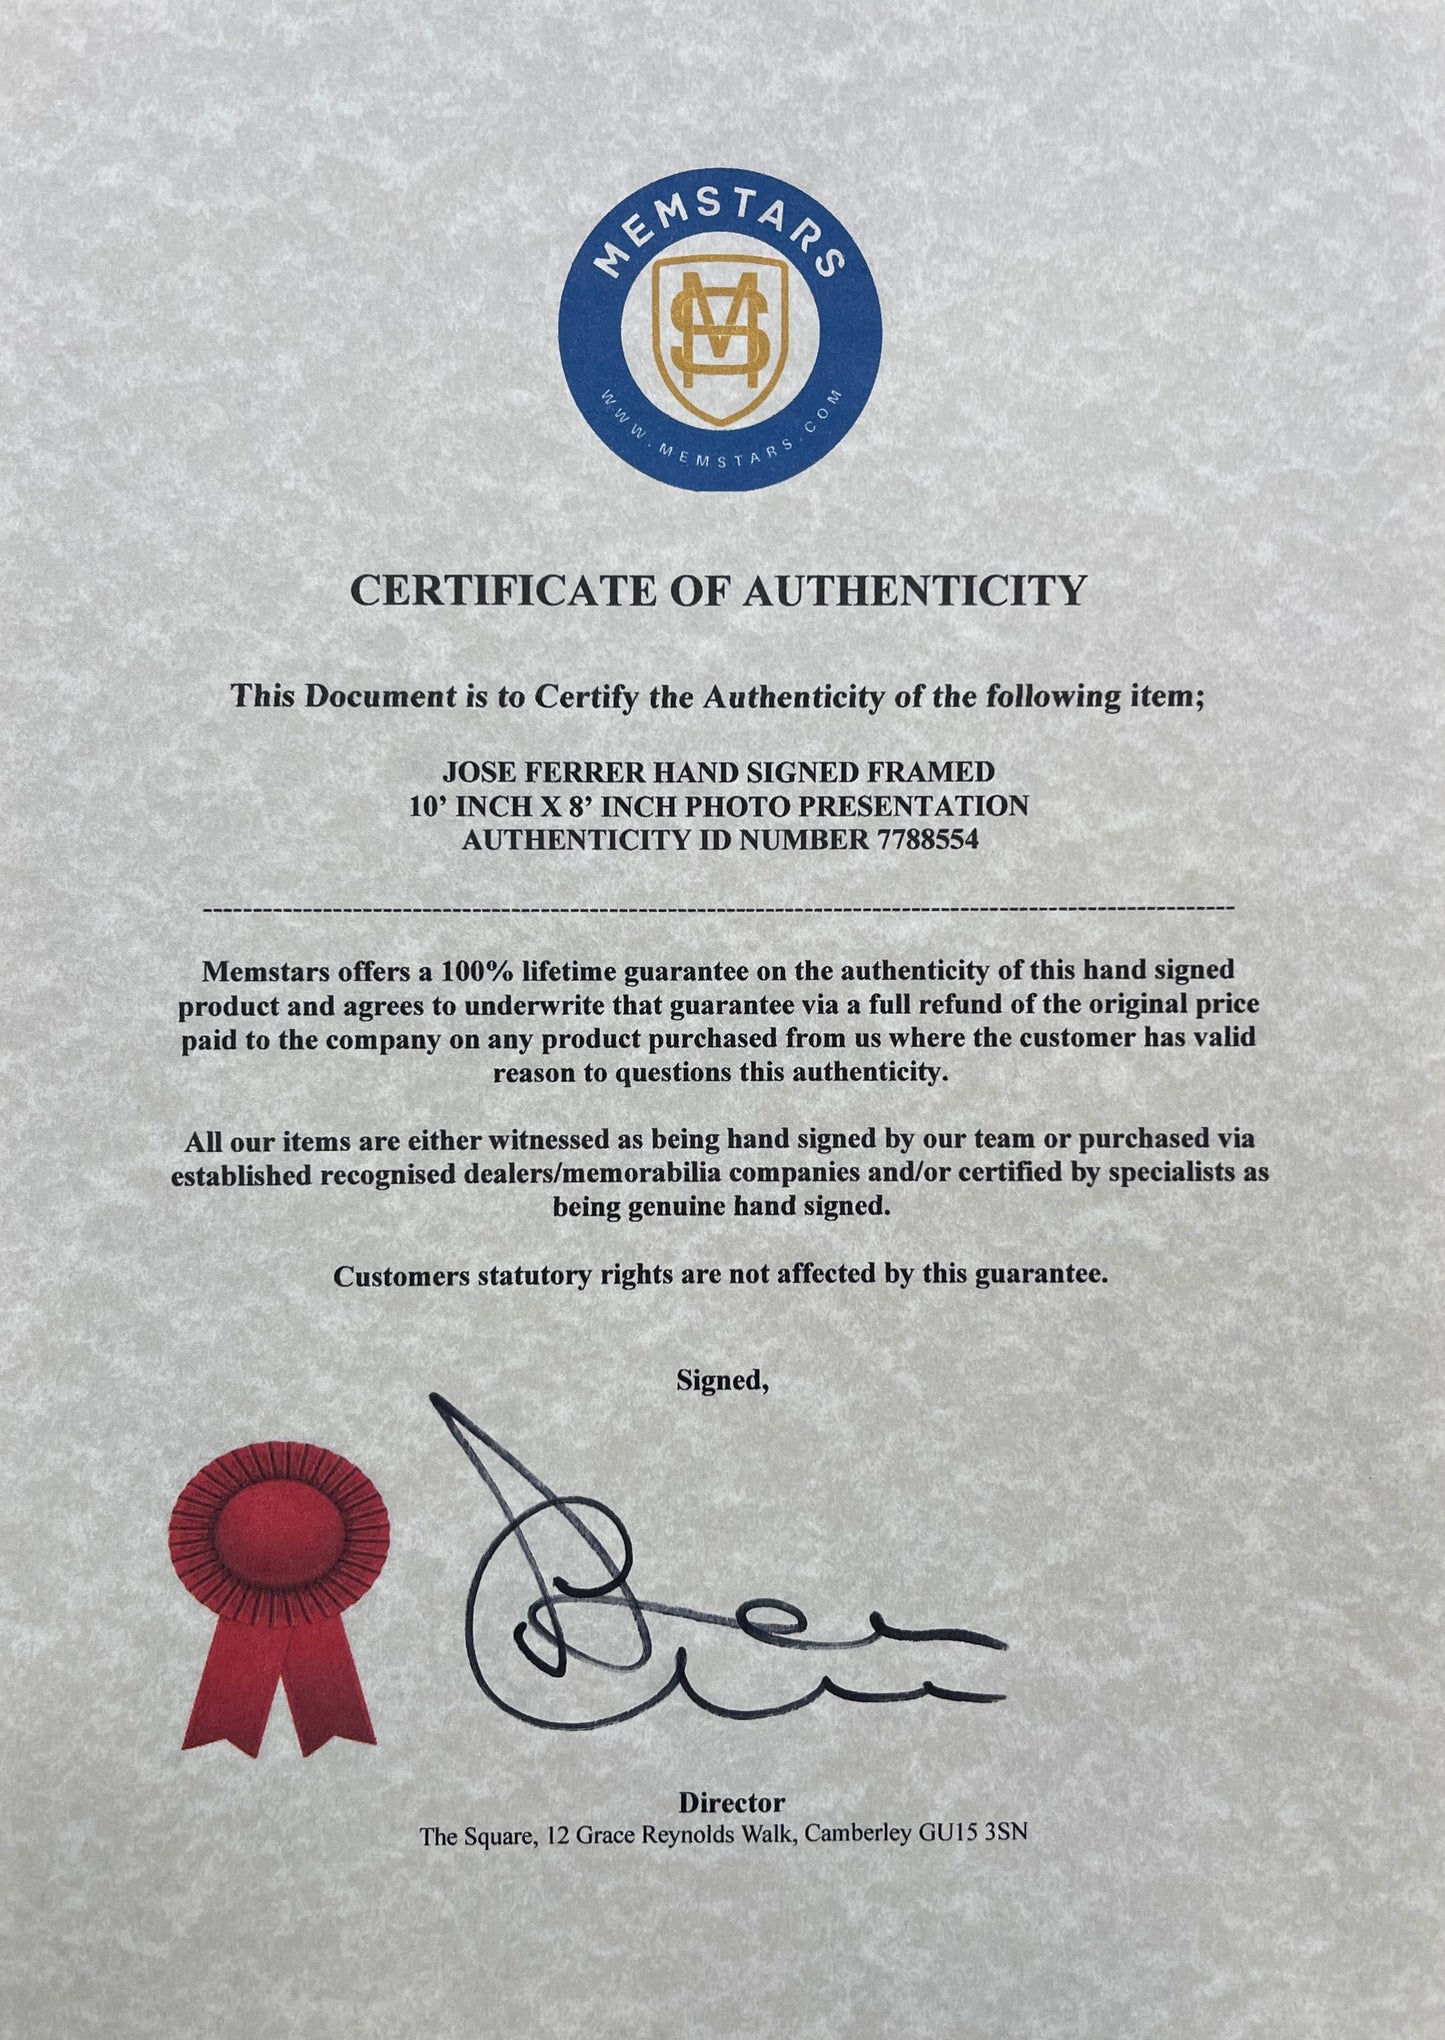 MEMSTARS
WWW.MEMSTARS.COM
CERTIFICATE OF AUTHENTICITY
This Document is to Certify the Authenticity of the following item;
JOSE FERRER HAND SIGNED FRAMED
10’ INCH X 8’ INCH PHOTO PRESENTATION
AUTHENTICITY ID NUMBER 7788554
Memstars offers a 100% lifetime guarantee on the authenticity of this hand signed
product and agrees to underwrite that guarantee via a full refund of the original price
paid to the company on any product purchased from us where the customer has valid
reason to questions this authenticity.
All our items are either witnessed as being hand signed by our team or purchased via
established recognised dealers/memorabilia companies and/or certified by specialists as
being genuine hand signed.
Customers statutory rights are not affected by this guarantee.
Signed,
Director
The Square, 12 Grace Reynolds Walk, Camberley GU15 3SN